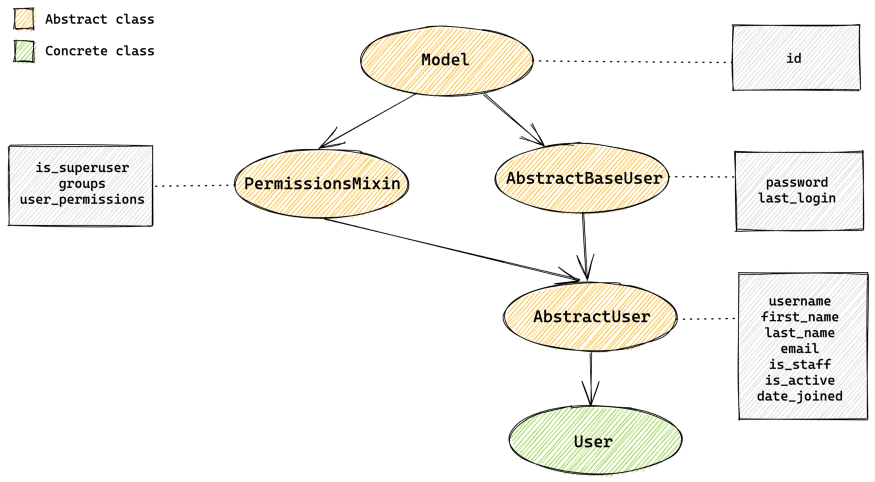 Abstract class
Concrete class
Model
id
is_superuser
groups
user_permissions
PermissionsMixin
AbstractBaseUser
password
last_login
AbstractUser
username
first_name
last_name
email
is_staff
is_active
date_joined
User